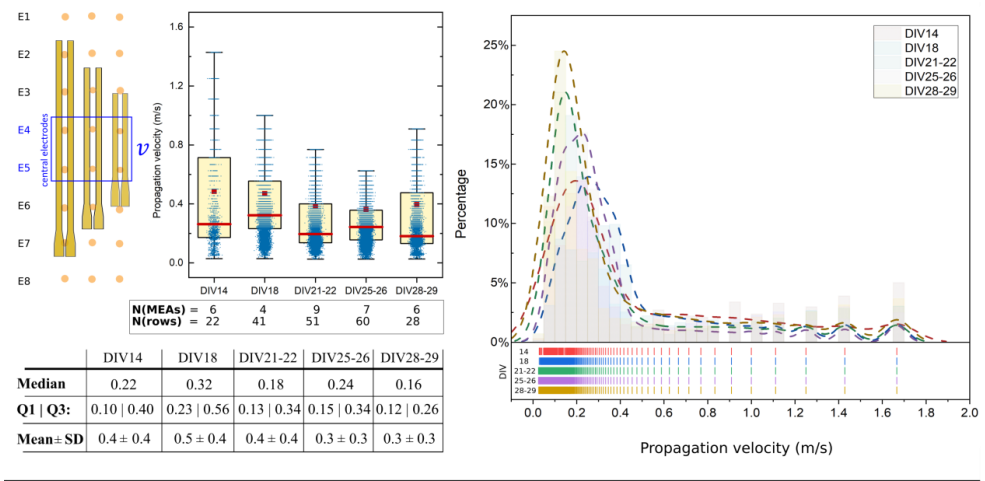 E1
E2
E3
E4
E5
E6
E7
E8
central electrodes
v
Propagation velocity (m/s)
1.6
1.2
0.8
0.4
0.0
DIV14 DIV18 DIV21-22 DIV25-26 DIV28-29
N(MEAs) = 6 4 9 7 6
N(rows) = 22 41 51 60 28
DIV14 DIV18 DIV21-22 DIV25-26 DIV28-29
Median 0.22 0.32 0.18 0.24 0.16
Q1 | Q3: 0.10 | 0.40 0.23 | 0.56 0.13 | 0.34 0.15 | 0.34 0.12 | 0.26
Mean± SD 0.4 ± 0.4 0.5 ± 0.4 0.4 ± 0.4 0.3 ± 0.3 0.3 ± 0.3
Percentage
25%
20%
15%
10%
5%
0%
DIV14
DIV18
DIV21-22
DIV25-26
DIV28-29
DIV
14
18
21-22
25-26
28-29
0.0 0.2 0.4 0.6 0.8 1.0 1.2 1.4 1.6 1.8 2.0
Propagation velocity (m/s)